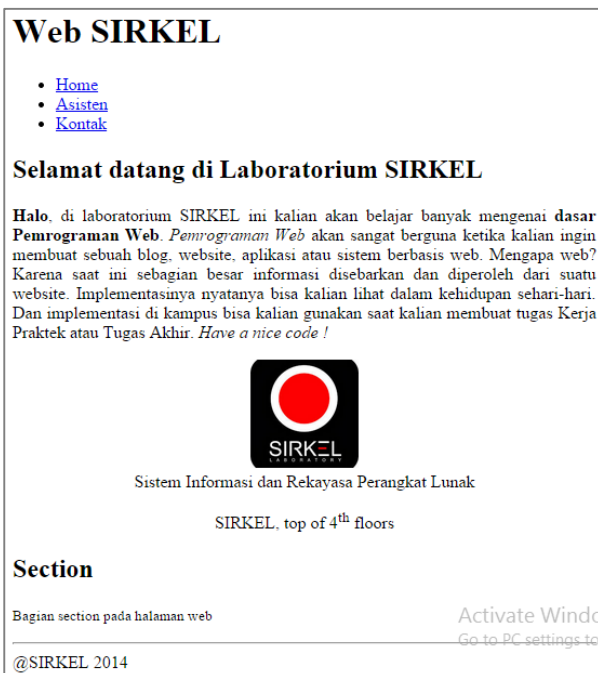 Web SIRKEL
Home
Asisten
Kontak
Selamat datang di Laboratorium SIRKEL
Halo, di laboratorium SIRKEL ini kalian akan belajar banyak mengenai dasar
Pemrograman Web. Pemrograman Web akan sangat berguna ketika kalian ingin
membuat sebuah blog, website, aplikasi atau sistem berbasis web. Mengapa web?
Karena saat ini sebagian besar informasi disebarkan dan diperoleh dari suatu
website. Implementasinya nyatanya bisa kalian lihat dalam kehidupan sehari-hari.
Dan implementasi di kampus bisa kalian gunakan saat kalian membuat tugas Kerja
Praktek atau Tugas Akhir. Have a nice code !
SIRKEL
LABORATORY
Sistem Informasi dan Rekayasa Perangkat Lunak
SIRKEL, top of 4th floors
Section
Bagian section pada halaman web
Activate Windo
Go to PC settings to
@SIRKEL 2014